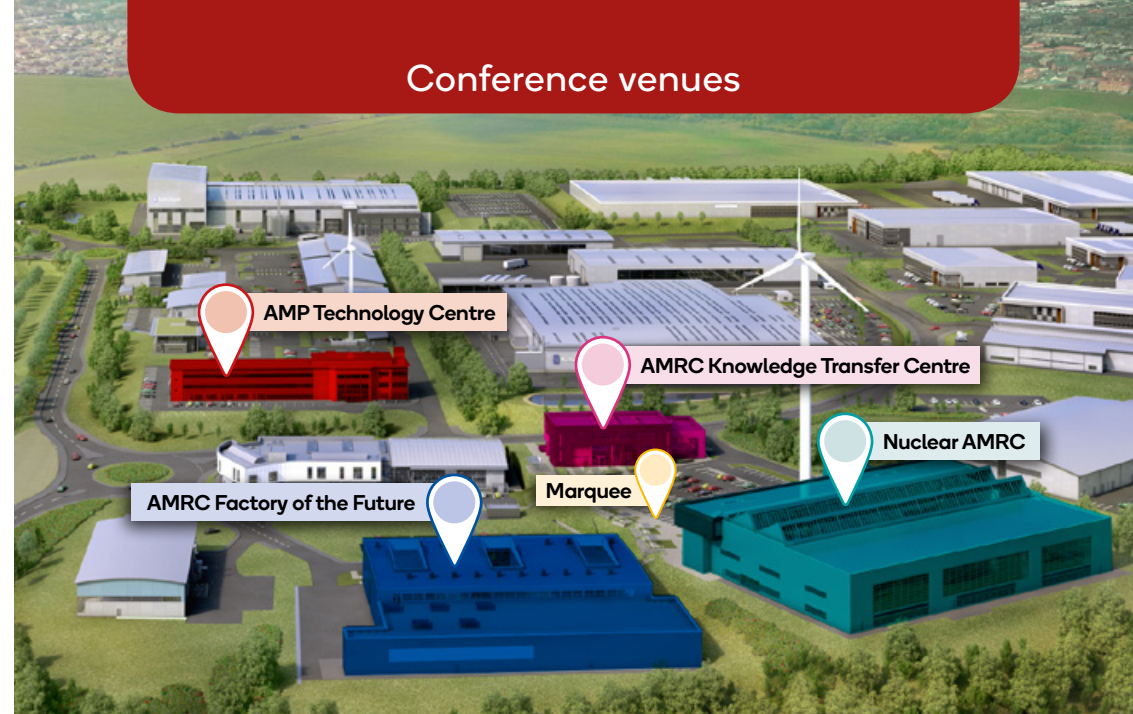 Conference venues
AMP Technology Centre
AMRC Knowledge Transfer Centre
Nuclear AMRC
Marquee
AMRC Factory of the Future